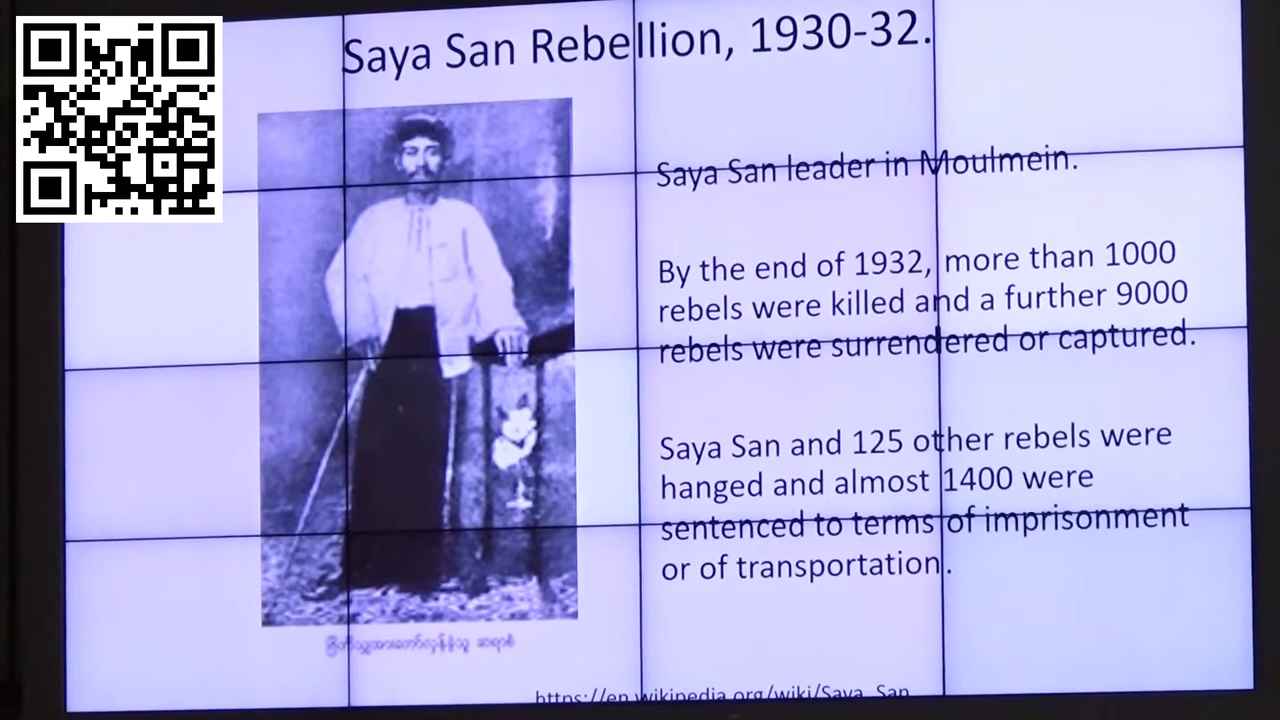 Saya San Rebellion, 1930-32.
Saya San leader in Moulmein.
By the end of 1932, more than 1000
rebels were killed and a further 9000
rebels were surrendered or captured.
Saya San and 125 other rebels were
hanged and almost 1400 were
sentenced to terms of imprisonment
or of transportation.
https://en.wikipedia.org/wiki/Saya_San